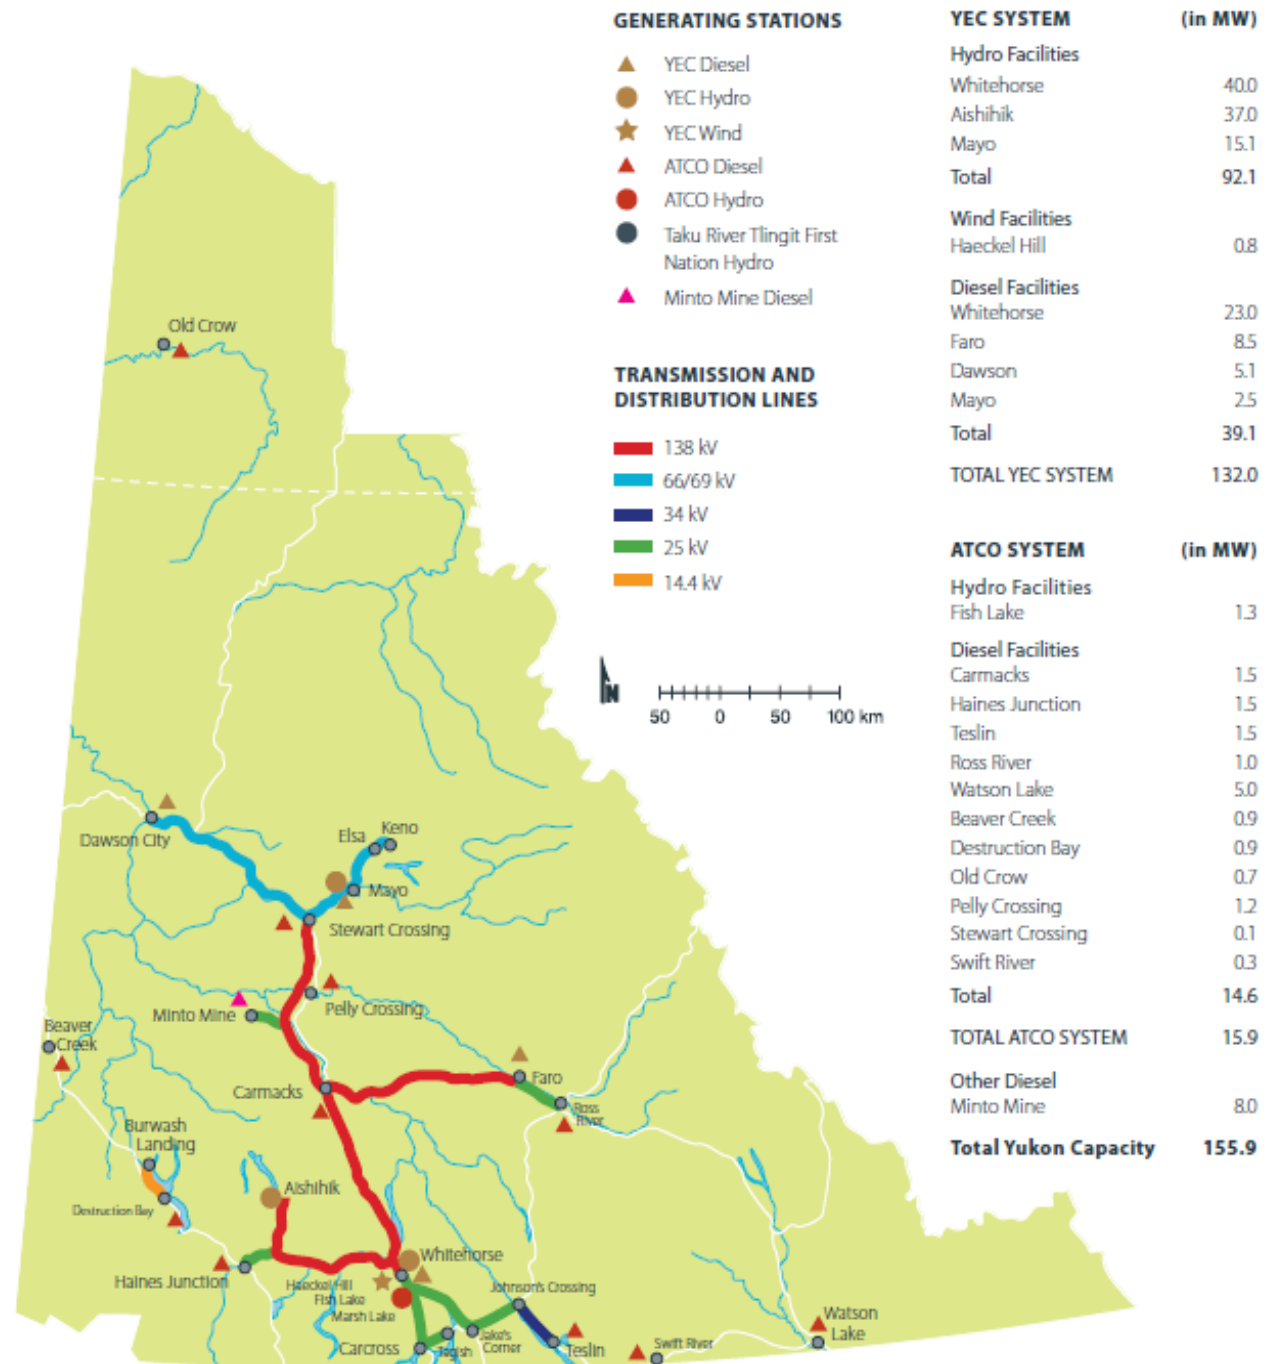 GENERATING STATIONS
YEC Diesel
YEC Hydro
YEC Wind
ATCO Diesel
ATCO Hydro
Taku River Tlingit First
Nation Hydro
Minto Mine Diesel
TRANSMISSION AND
DISTRIBUTION LINES
138 kV
66/69 kV
34 kV
25 kV
14.4 kV
N
50 0 50 100 km
YEC SYSTEM (in MW)
Hydro Facilities
Whitehorse 40.0
Aishihik 37.0
Mayo 15.1
Total 92.1
Wind Facilities
Haeckel Hill 0.8
Diesel Facilities
Whitehorse 23.0
Faro 8.5
Dawson 5.1
Mayo 2.5
Total 39.1
TOTAL YEC SYSTEM 132.0
ATCO SYSTEM (in MW)
Hydro Facilities
Fish Lake 1.3
Diesel Facilities
Carmacks 1.5
Haines Junction 1.5
Teslin 1.5
Ross River 1.0
Watson Lake 5.0
Beaver Creek 0.9
Destruction Bay 0.9
Old Crow 0.7
Pelly Crossing 1.2
Stewart Crossing 0.1
Swift River 0.3
Total 14.6
TOTAL ATCO SYSTEM 15.9
Other Diesel
Minto Mine 8.0
Total Yukon Capacity 155.9
Old Crow
Dawson City
Elsa
Keno
Mayo
Stewart Crossing
Pelly Crossing
Minto Mine
Beaver
Creek
Carmacks
Faro
Ross
River
Burwash
Landing
Destruction Bay
Aishihik
Haines Junction
Whitehorse
Haeckel Hill
Fish Lake
Marsh Lake
Johnson's Crossing
Carcross
Tagish
Jake's
Corner
Teslin
Swift River
Watson
Lake